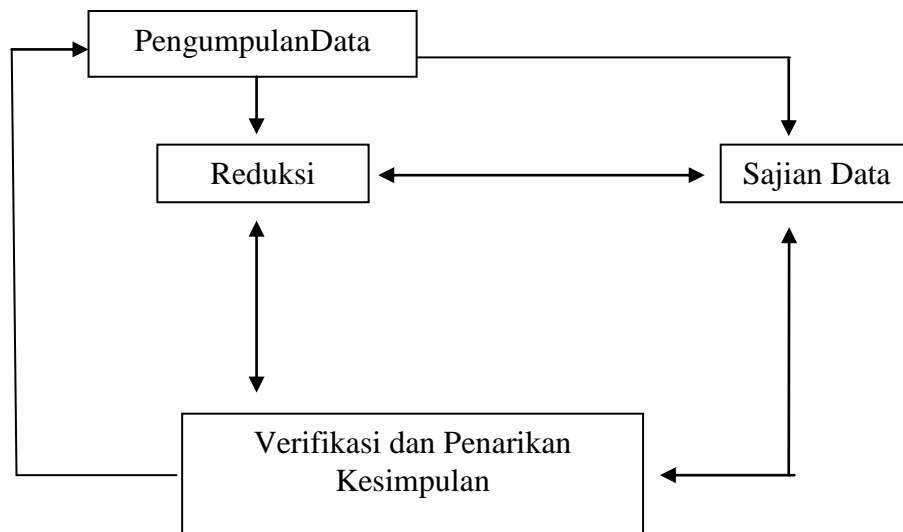 PengumpulanData
Reduksi
Sajian Data
Verifikasi dan Penarikan
Kesimpulan